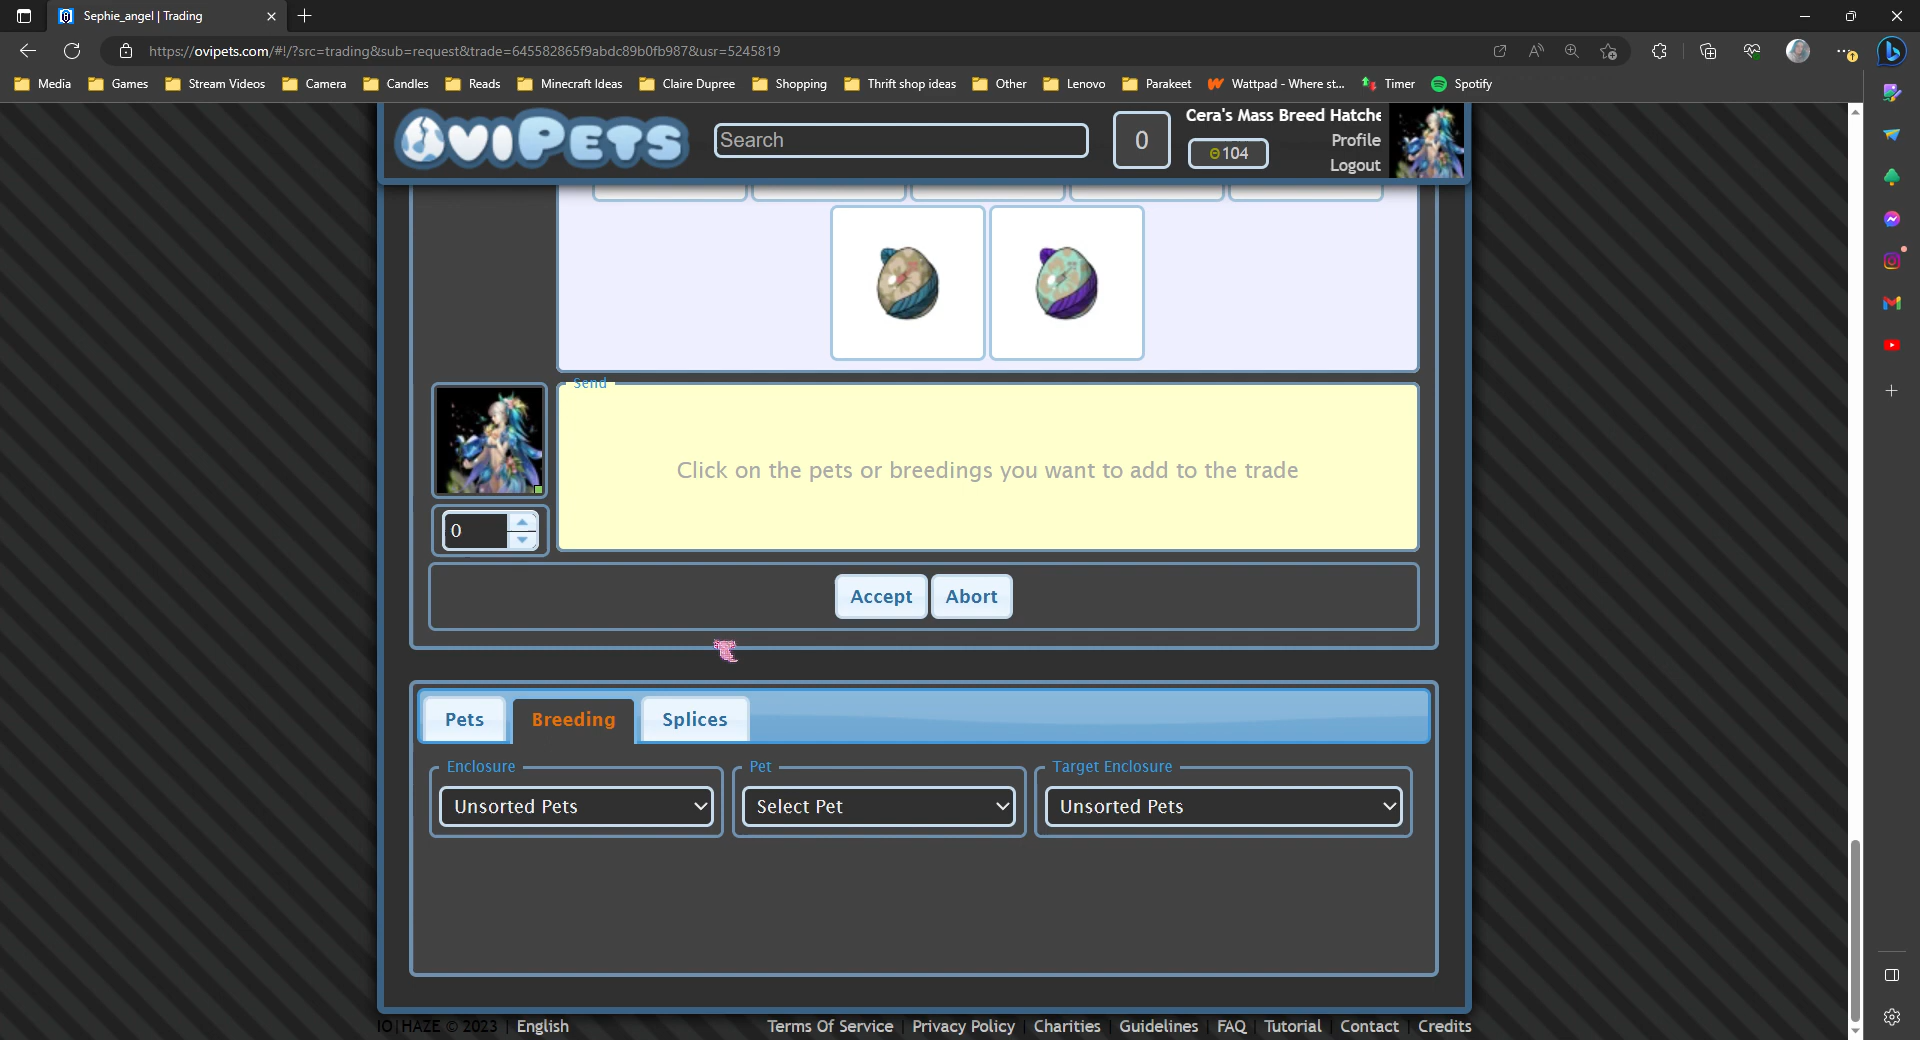 Sephie_angel | Trading
https://ovipets.com/#!/?src=trading&sub=request&trade=645582865f9abdc89b0fb987&usr=5245819
Media Games Stream Videos Camera Candles Reads Minecraft Ideas Claire Dupree Shopping Thrift shop ideas Other Lenovo Parakeet Wattpad - Where st... Timer Spotify
OviPets
Search
0
Cera's Mass Breed Hatche
104
Profile
Logout
Send
Click on the pets or breedings you want to add to the trade
0
Accept Abort
Pets Breeding Splices
Enclosure Pet Target Enclosure
Unsorted Pets Select Pet Unsorted Pets
IO|HAZE © 2023 | English
Terms Of Service | Privacy Policy | Charities | Guidelines | FAQ | Tutorial | Contact | Credits